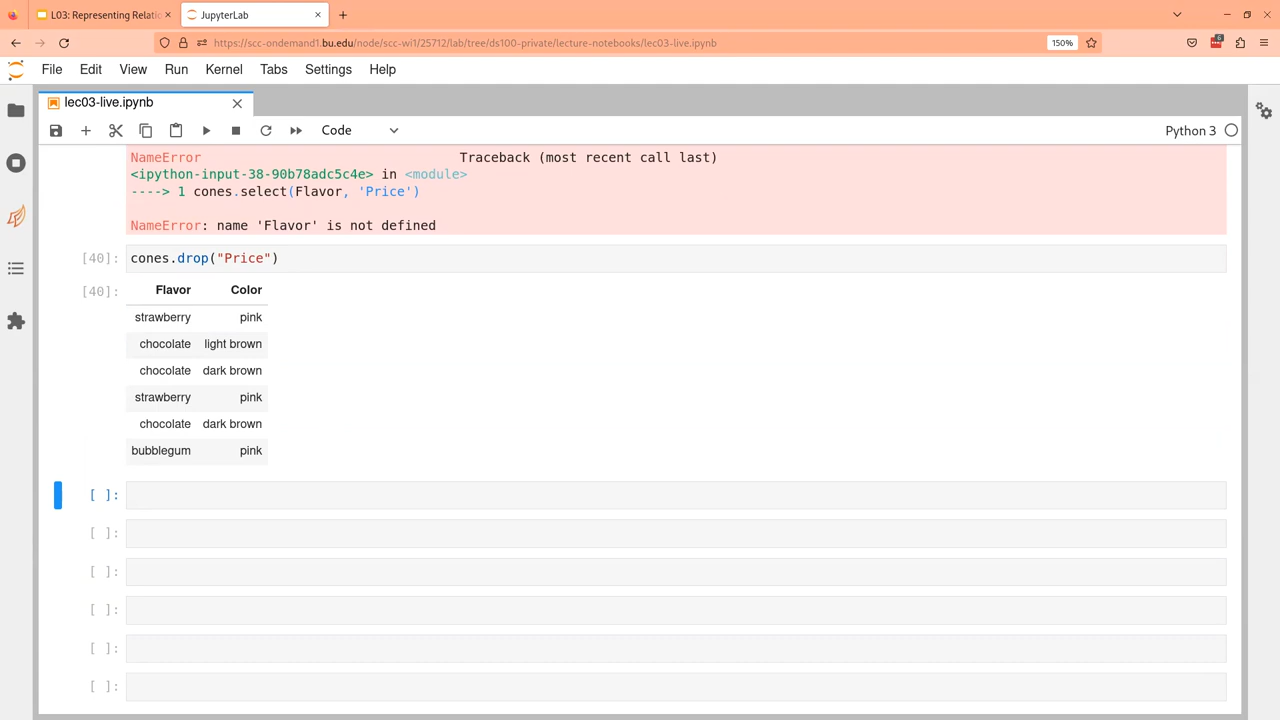 L03: Representing Relati
JupyterLab
https://scc-ondemand1.bu.edu/node/scc-wi1/25712/lab/tree/ds100-private/lecture-notebooks/lec03-live.ipynb
150%
6
File Edit View Run Kernel Tabs Settings Help
lec03-live.ipynb
Code
Python 3
NameError Traceback (most recent call last)
<ipython-input-38-90b78adc5c4e> in <module>
----> 1 cones.select(Flavor, 'Price')
NameError: name 'Flavor' is not defined
[40]: cones.drop("Price")
[40]: Flavor Color
strawberry pink
chocolate light brown
chocolate dark brown
strawberry pink
chocolate dark brown
bubblegum pink
[ ]:
[ ]:
[ ]:
[ ]:
[ ]:
[ ]: